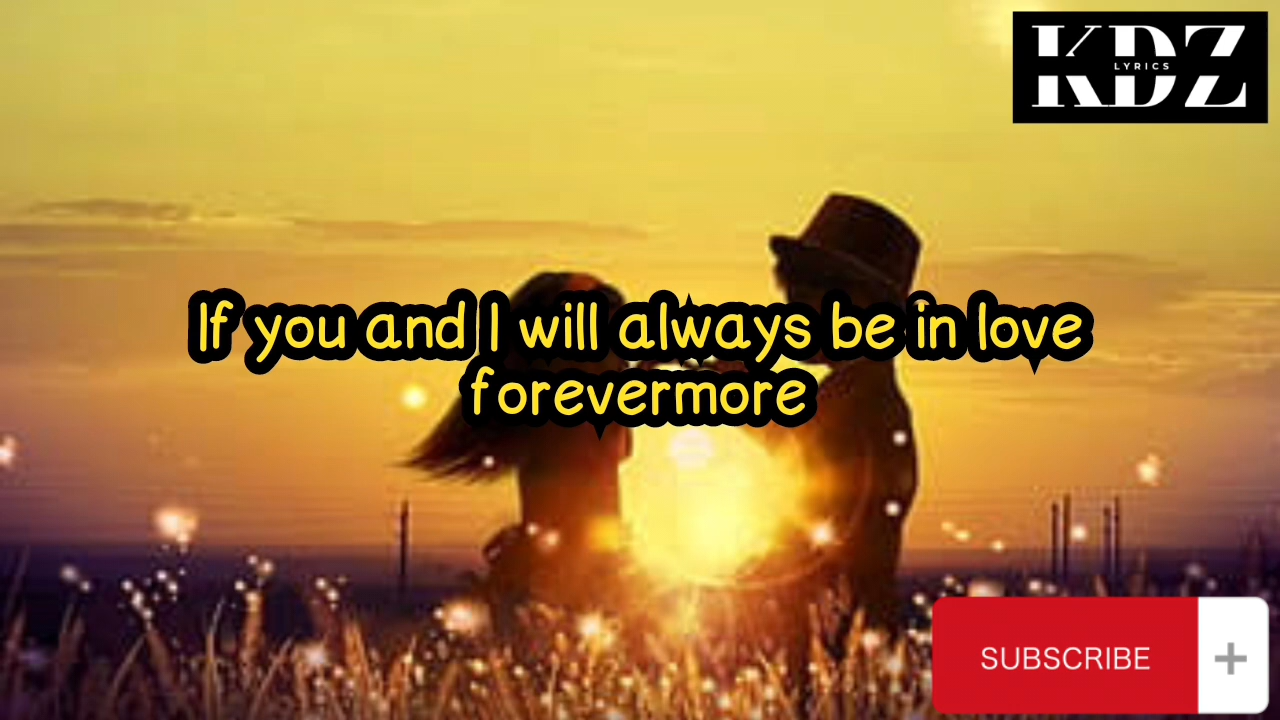 KDZ
LYRICS
If you and I will always be in love
forevermore
SUBSCRIBE